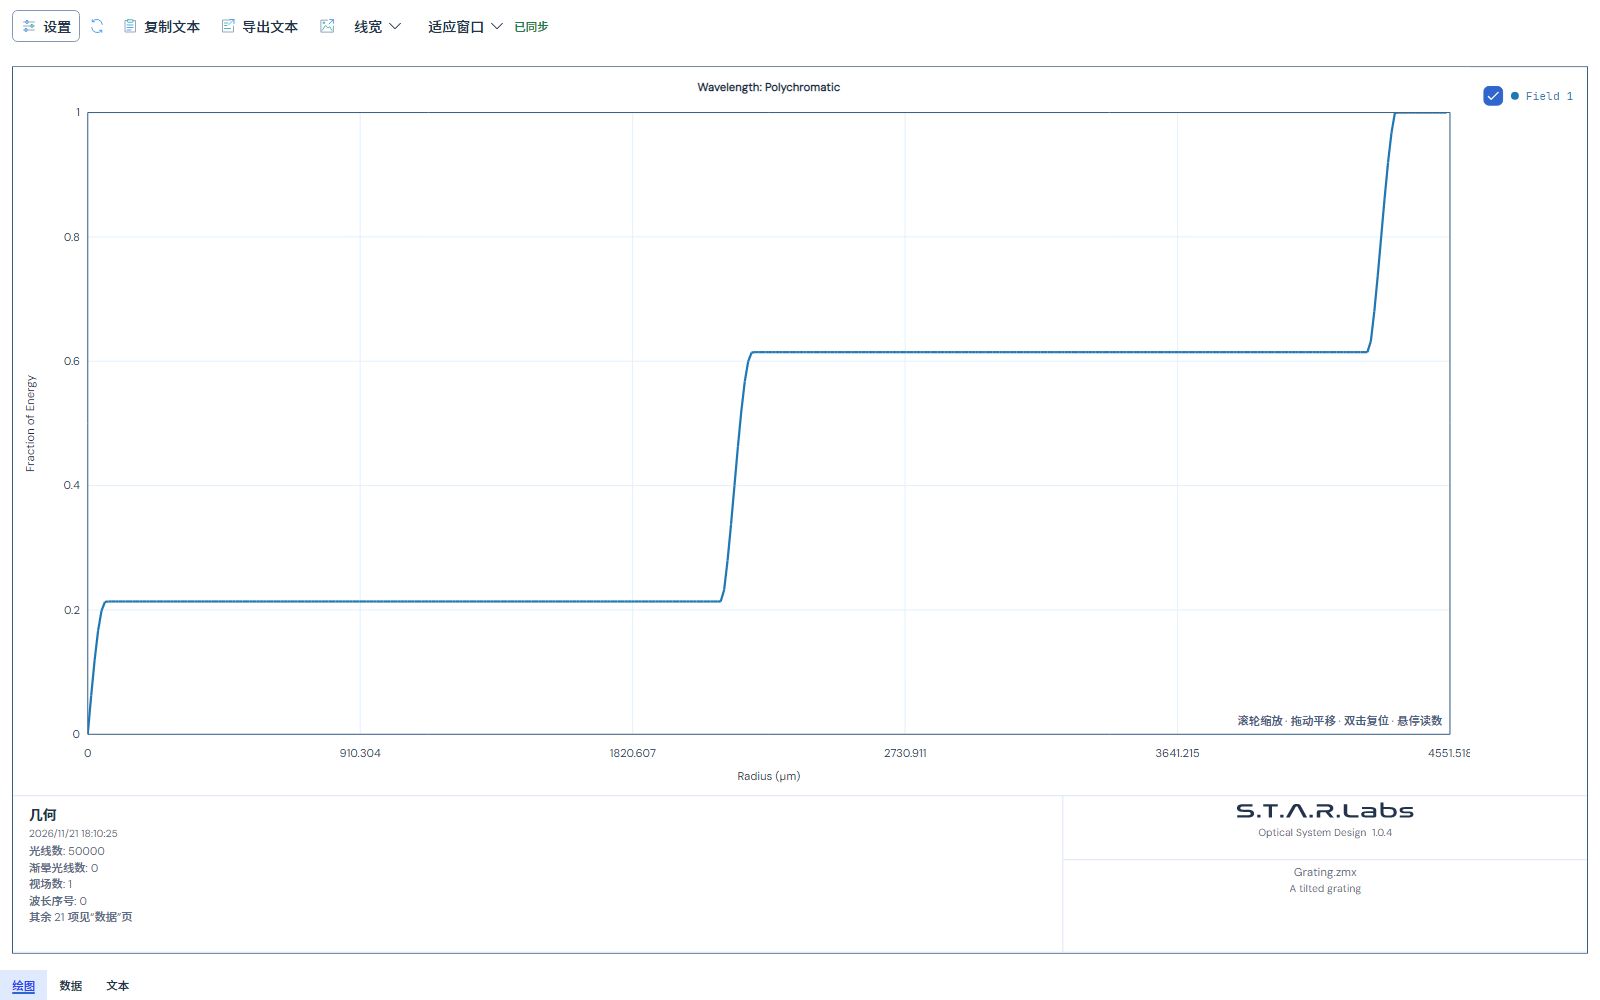 设置 复制文本 导出文本 线宽 适应窗口 已同步
Wavelength: Polychromatic
Field 1
1
0.8
0.6
0.4
0.2
0
Fraction of Energy
滚轮缩放 · 拖动平移 · 双击复位 · 悬停读数
0 910.304 1820.607 2730.911 3641.215 4551.518
Radius (μm)
几何
2026/11/21 18:10:25
光线数: 50000
渐晕光线数: 0
视场数: 1
波长序号: 0
其余 21 项见“数据”页
S.T.A.R.Labs
Optical System Design 1.0.4
Grating.zmx
A tilted grating
绘图 数据 文本